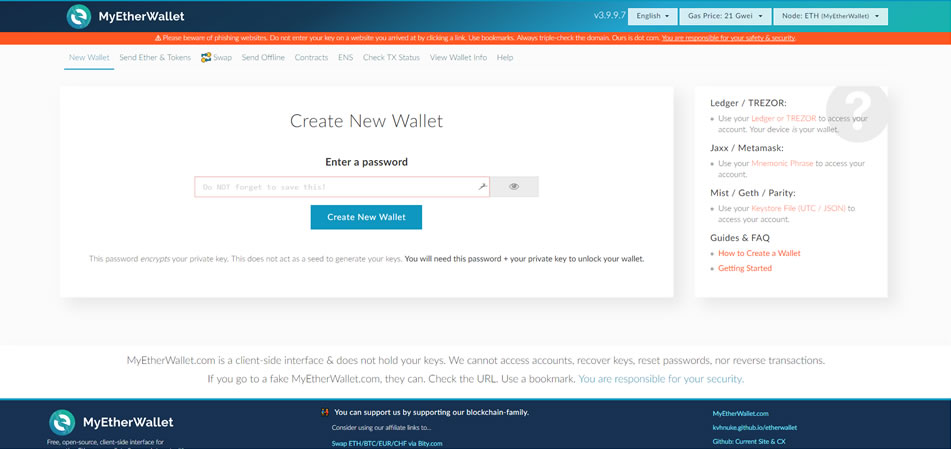 MyEtherWallet
v3.9.9.7 English Gas Price: 21 Gwei Node: ETH (MyEtherWallet)
Please beware of phishing websites. Do not enter your key on a website you arrived at by clicking a link. Use bookmarks. Always triple-check the domain. Ours is dot com. You are responsible for your safety & security.
New Wallet Send Ether & Tokens Swap Send Offline Contracts ENS Check TX Status View Wallet Info Help
Create New Wallet
Enter a password
Do NOT forget to save this!
Create New Wallet
This password encrypts your private key. This does not act as a seed to generate your keys. You will need this password + your private key to unlock your wallet.
?
Ledger / TREZOR:
Use your Ledger or TREZOR to access your
account. Your device is your wallet.
Jaxx / Metamask:
Use your Mnemonic Phrase to access your
account.
Mist / Geth / Parity:
Use your Keystore File (UTC / JSON) to
access your account.
Guides & FAQ
How to Create a Wallet
Getting Started
MyEtherWallet.com is a client-side interface & does not hold your keys. We cannot access accounts, recover keys, reset passwords, nor reverse transactions.
If you go to a fake MyEtherWallet.com, they can. Check the URL. Use a bookmark. You are responsible for your security.
MyEtherWallet
Free, open-source, client-side interface for
You can support us by supporting our blockchain-family.
Consider using our affiliate links to...
Swap ETH/BTC/EUR/CHF via Bity.com
MyEtherWallet.com
kvhnuke.github.io/etherwallet
Github: Current Site & CX